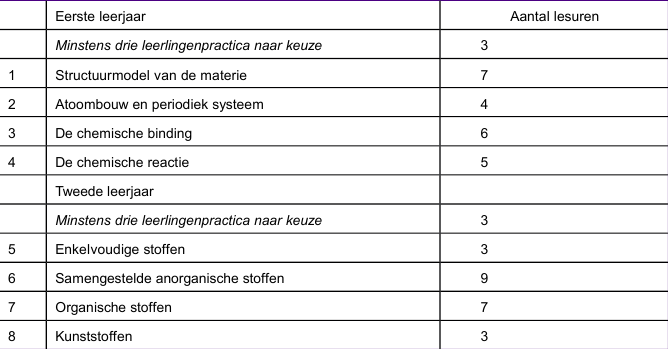 Eerste leerjaar Aantal lesuren
Minstens drie leerlingenpractica naar keuze 3
1 Structuurmodel van de materie 7
2 Atoombouw en periodiek systeem 4
3 De chemische binding 6
4 De chemische reactie 5
Tweede leerjaar
Minstens drie leerlingenpractica naar keuze 3
5 Enkelvoudige stoffen 3
6 Samengestelde anorganische stoffen 9
7 Organische stoffen 7
8 Kunststoffen 3